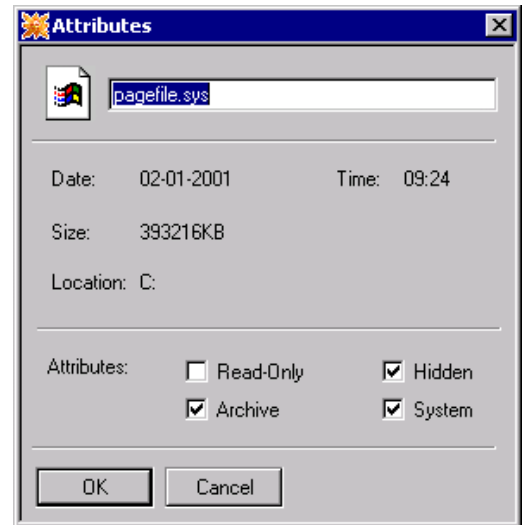 Attributes
pagefile.sys
Date: 02-01-2001 Time: 09:24
Size: 393216KB
Location: C:
Attributes: Read-Only Hidden
Archive System
OK Cancel